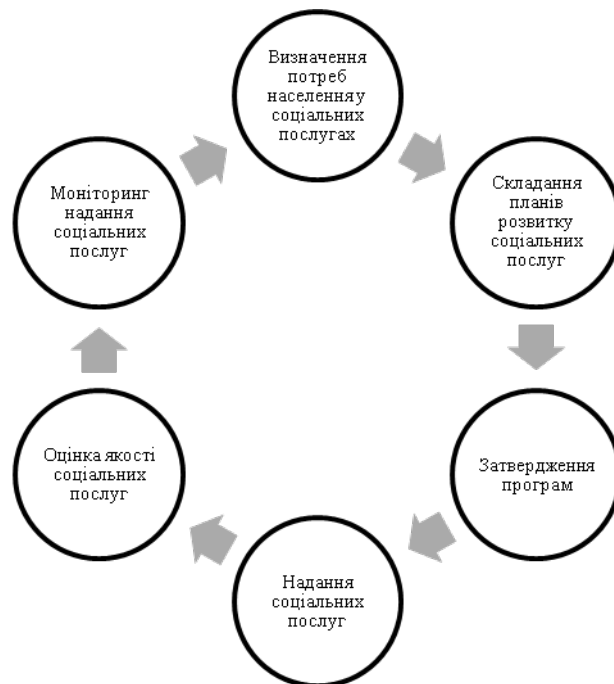 Визначення
потреб
населення у
соціальних
послугах
Складання
планів
розвитку
соціальних
послуг
Затвердження
програм
Надання
соціальних
послуг
Оцінка якості
соціальних
послуг
Моніторинг
надання
соціальних
послуг